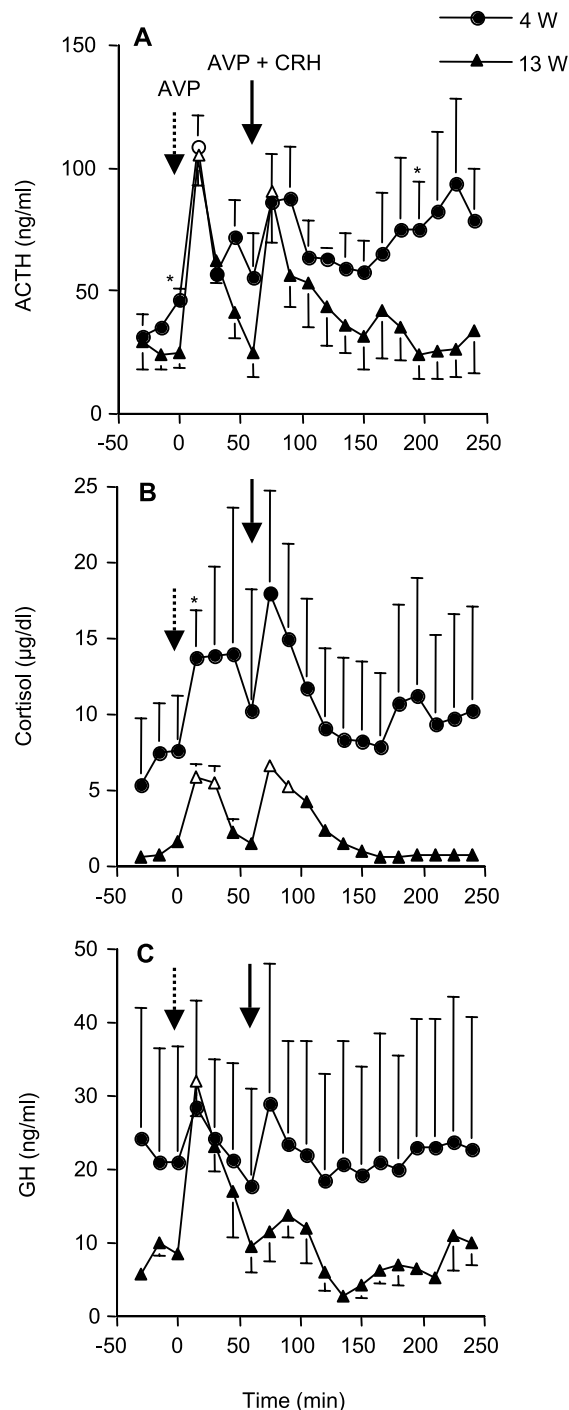 4 W
13 W
A
AVP
AVP + CRH
150
100
50
0
*
*
ACTH (ng/ml)
-50 0 50 100 150 200 250
B
25
20
15
10
5
0
*
Cortisol (µg/dl)
-50 0 50 100 150 200 250
C
50
40
30
20
10
0
GH (ng/ml)
-50 0 50 100 150 200 250
Time (min)